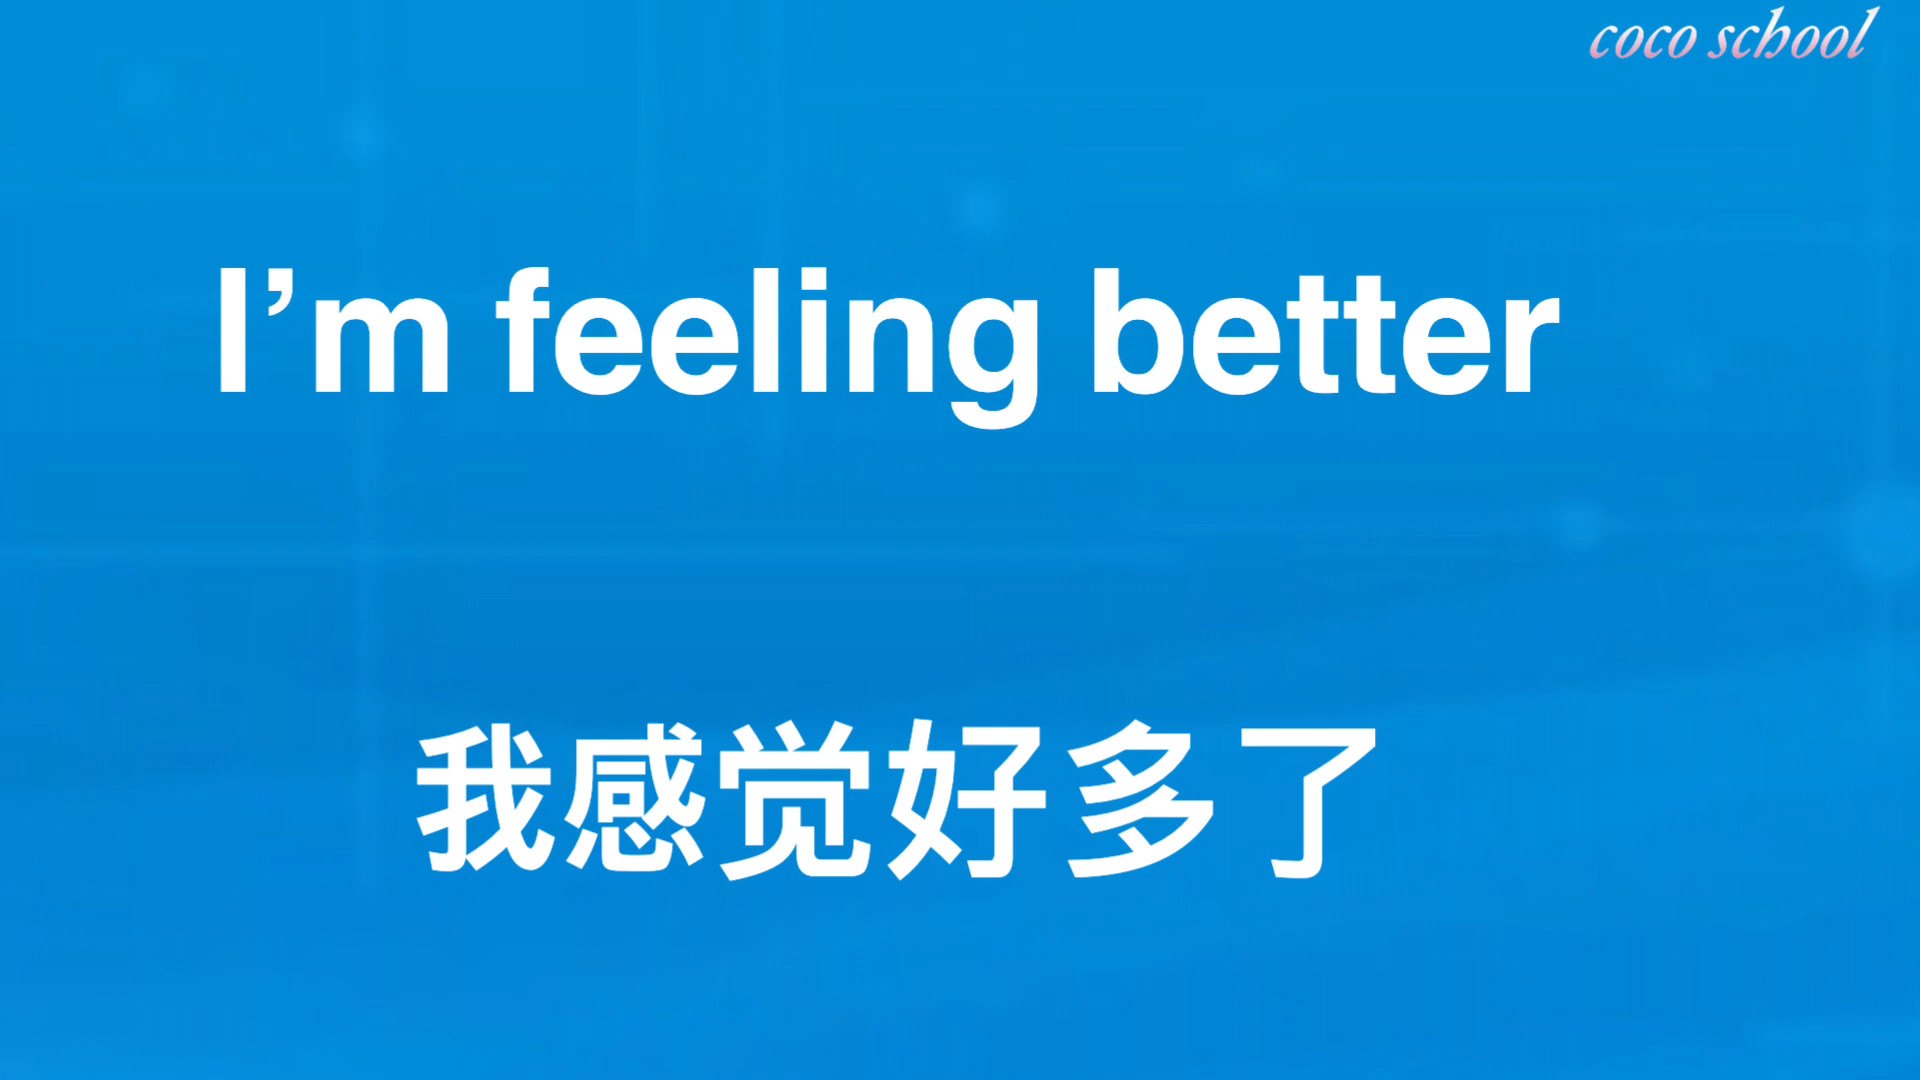 coco school
I’m feeling better
我感觉好多了